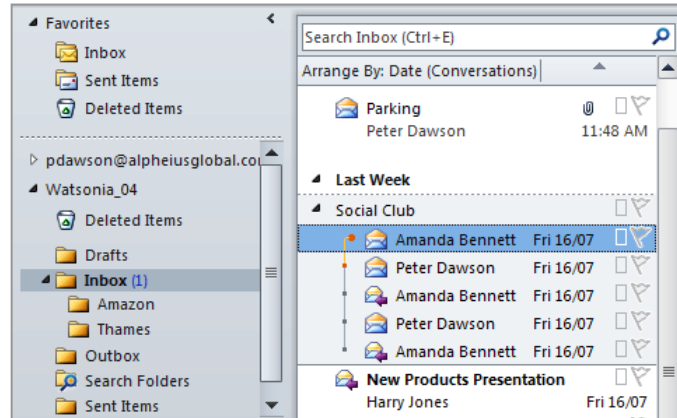 Favorites
Inbox
Sent Items
Deleted Items
pdawson@alpheiusglobal.co
Watsonia_04
Deleted Items
Drafts
Inbox (1)
Amazon
Thames
Outbox
Search Folders
Sent Items
Search Inbox (Ctrl+E)
Arrange By: Date (Conversations)
Parking
Peter Dawson 11:48 AM
Last Week
Social Club
Amanda Bennett Fri 16/07
Peter Dawson Fri 16/07
Amanda Bennett Fri 16/07
Peter Dawson Fri 16/07
Amanda Bennett Fri 16/07
New Products Presentation
Harry Jones Fri 16/07